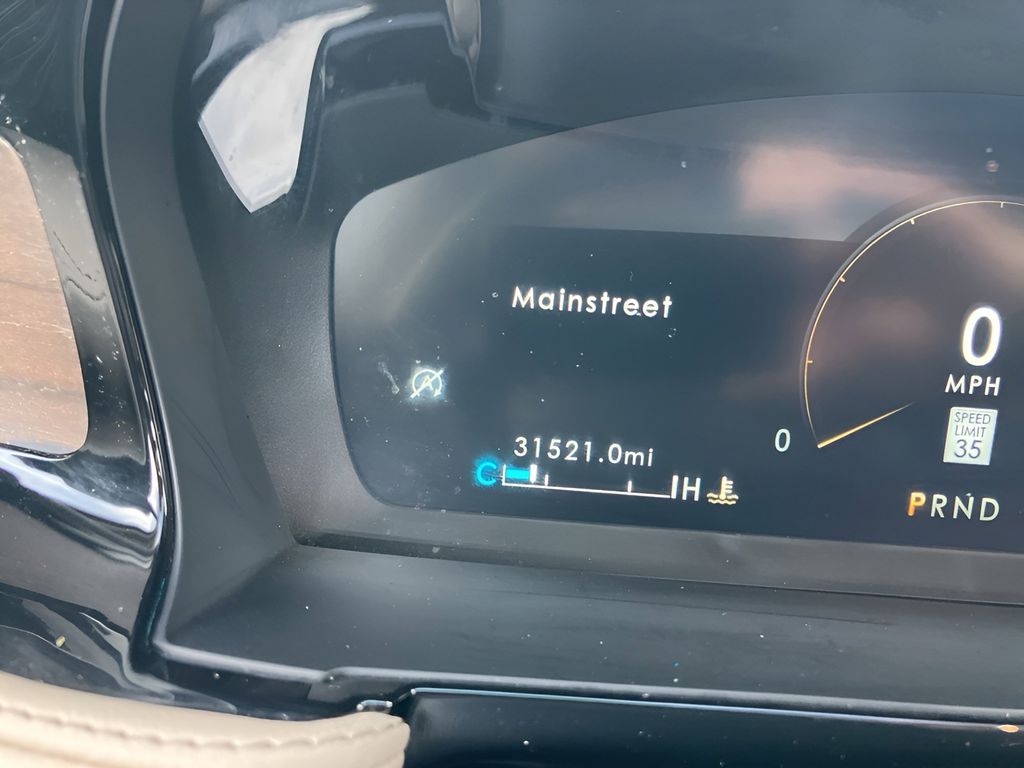 Mainstreet
0
MPH
SPEED
LIMIT
35
0
31521.0mi
C H
PRND